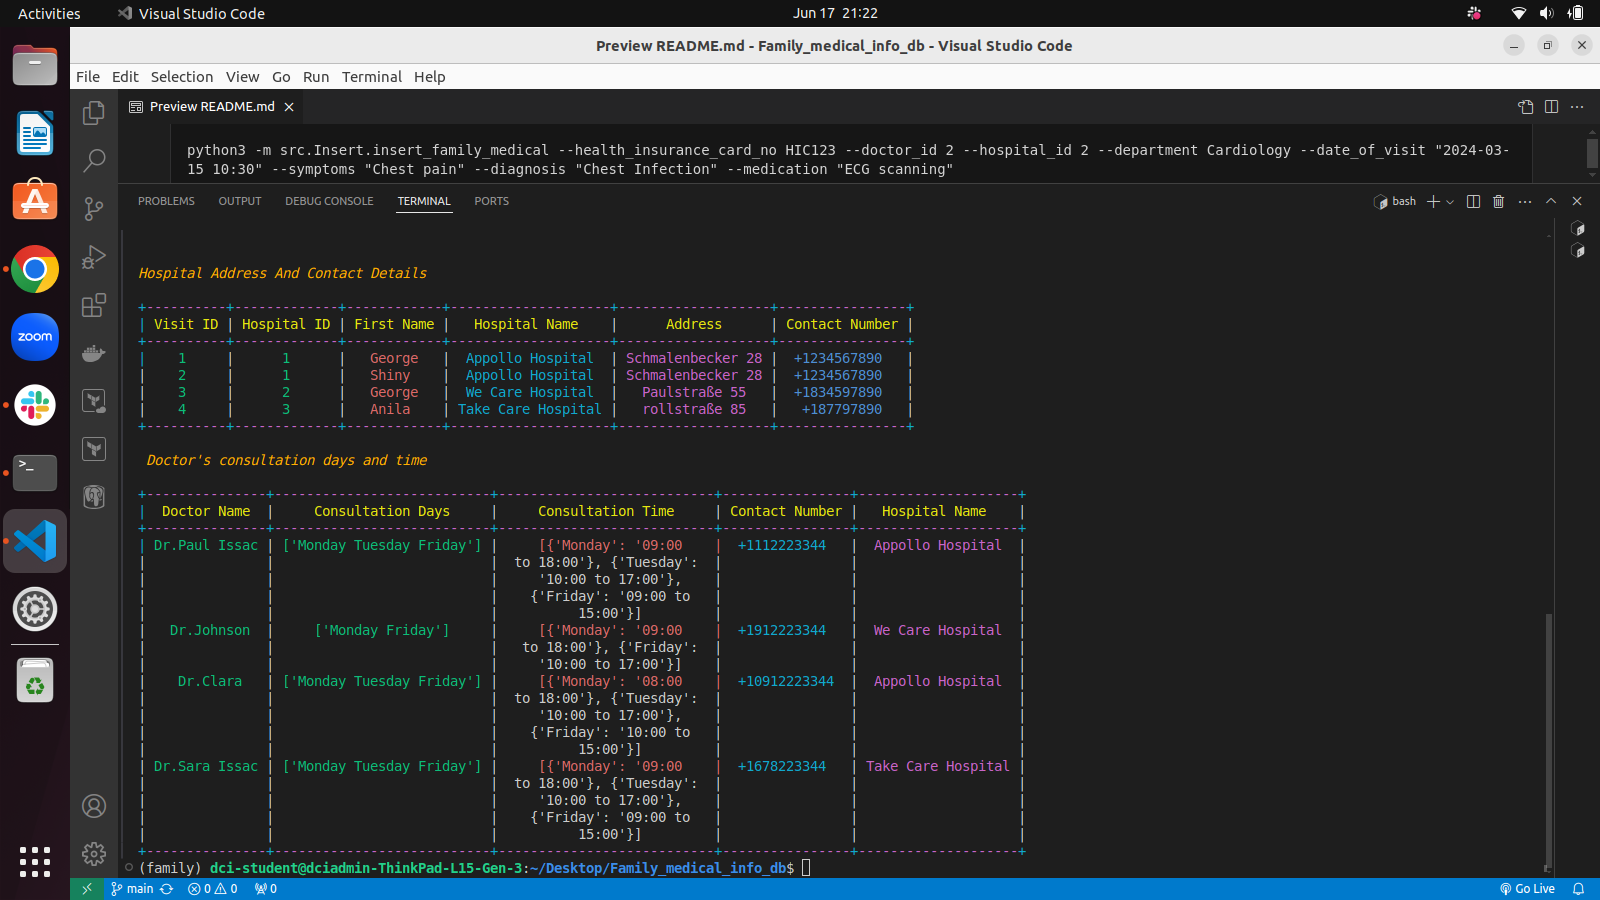 Activities Visual Studio Code Jun 17 21:22
Preview README.md - Family_medical_info_db - Visual Studio Code
File Edit Selection View Go Run Terminal Help
Preview README.md
python3 -m src.Insert.insert_family_medical --health_insurance_card_no HIC123 --doctor_id 2 --hospital_id 2 --department Cardiology --date_of_visit "2024-03-
15 10:30" --symptoms "Chest pain" --diagnosis "Chest Infection" --medication "ECG scanning"
PROBLEMS OUTPUT DEBUG CONSOLE TERMINAL PORTS bash
Hospital Address And Contact Details
+----------+-------------+------------+--------------------+-------------------+----------------+
| Visit ID | Hospital ID | First Name | Hospital Name | Address | Contact Number |
+----------+-------------+------------+--------------------+-------------------+----------------+
| 1 | 1 | George | Appollo Hospital | Schmalenbecker 28 | +1234567890 |
| 2 | 1 | Shiny | Appollo Hospital | Schmalenbecker 28 | +1234567890 |
| 3 | 2 | George | We Care Hospital | Paulstraße 55 | +1834597890 |
| 4 | 3 | Anila | Take Care Hospital | rollstraße 85 | +187797890 |
+----------+-------------+------------+--------------------+-------------------+----------------+
Doctor's consultation days and time
+---------------+---------------------------+---------------------------+----------------+--------------------+
| Doctor Name | Consultation Days | Consultation Time | Contact Number | Hospital Name |
+---------------+---------------------------+---------------------------+----------------+--------------------+
| Dr.Paul Issac | ['Monday Tuesday Friday'] | [{'Monday': '09:00 | +1112223344 | Appollo Hospital |
| | | to 18:00'}, {'Tuesday': | | |
| | | '10:00 to 17:00'}, | | |
| | | {'Friday': '09:00 to | | |
| | | 15:00'}] | | |
| Dr.Johnson | ['Monday Friday'] | [{'Monday': '09:00 | +1912223344 | We Care Hospital |
| | | to 18:00'}, {'Friday': | | |
| | | '10:00 to 17:00'}] | | |
| Dr.Clara | ['Monday Tuesday Friday'] | [{'Monday': '08:00 | +10912223344 | Appollo Hospital |
| | | to 18:00'}, {'Tuesday': | | |
| | | '10:00 to 17:00'}, | | |
| | | {'Friday': '10:00 to | | |
| | | 15:00'}] | | |
| Dr.Sara Issac | ['Monday Tuesday Friday'] | [{'Monday': '09:00 | +1678223344 | Take Care Hospital |
| | | to 18:00'}, {'Tuesday': | | |
| | | '10:00 to 17:00'}, | | |
| | | {'Friday': '09:00 to | | |
| | | 15:00'}] | | |
+---------------+---------------------------+---------------------------+----------------+--------------------+
(family) dci-student@dciadmin-ThinkPad-L15-Gen-3:~/Desktop/Family_medical_info_db$
main 0 0 0 Go Live
zoom